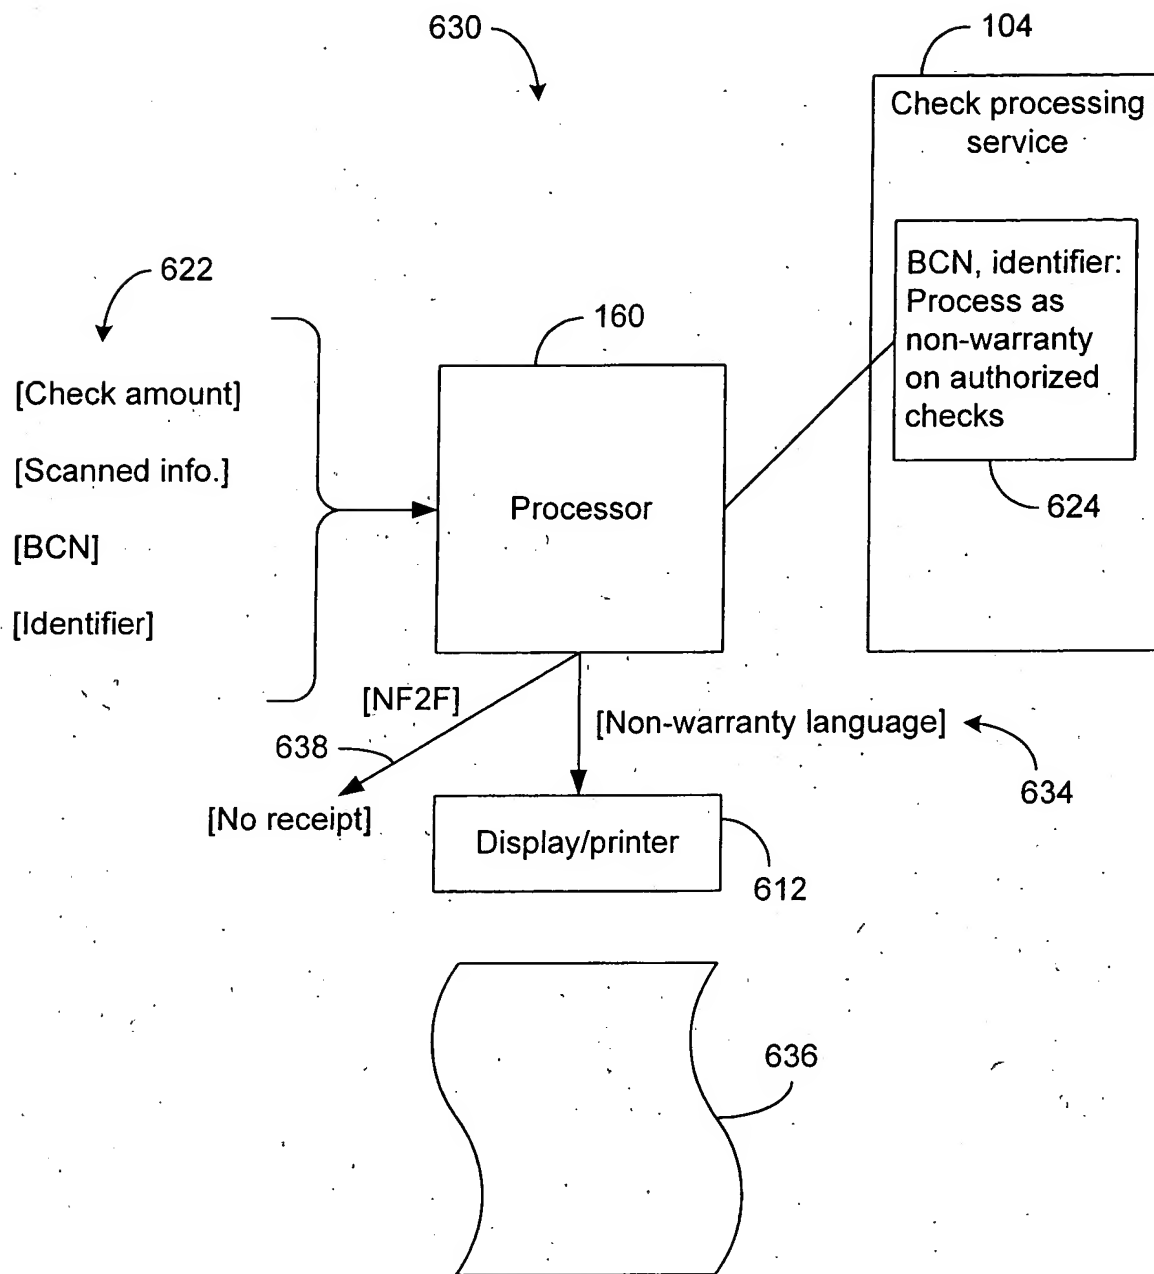 630
104
Check processing
service
622
BCN, identifier:
Process as
non-warranty
on authorized
checks
160
[Check amount]
[Scanned info.]
Processor
624
[BCN]
[Identifier]
[NF2F]
[Non-warranty language]
638
634
[No receipt]
Display/printer
612
636